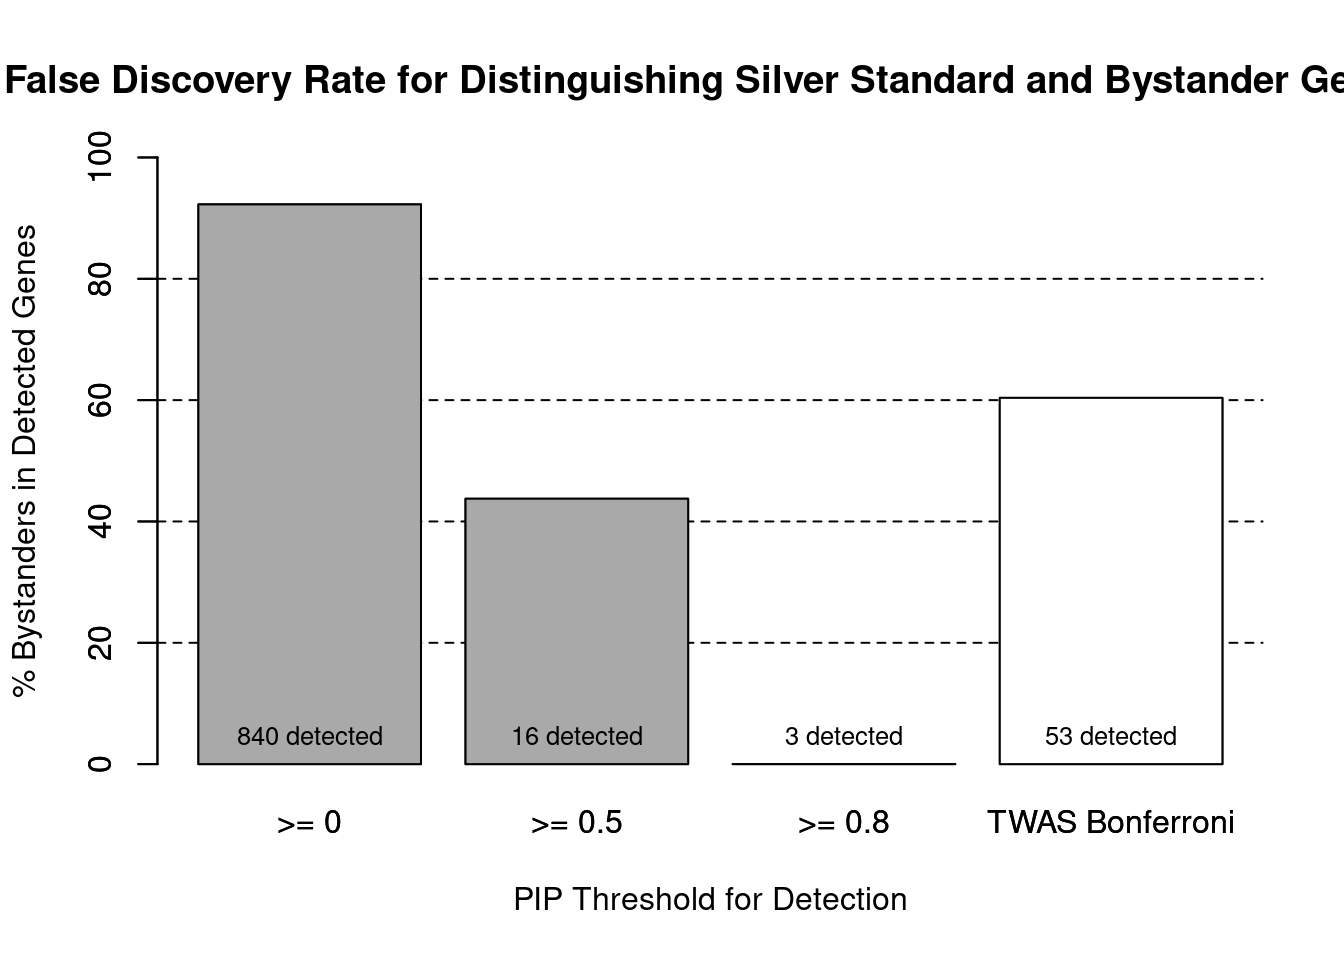 False Discovery Rate for Distinguishing Silver Standard and Bystander
% Bystanders in Detected Genes
100
80
60
40
20
0
840 detected
16 detected
3 detected
53 detected
>= 0
>= 0.5
>= 0.8
TWAS Bonferroni
PIP Threshold for Detection